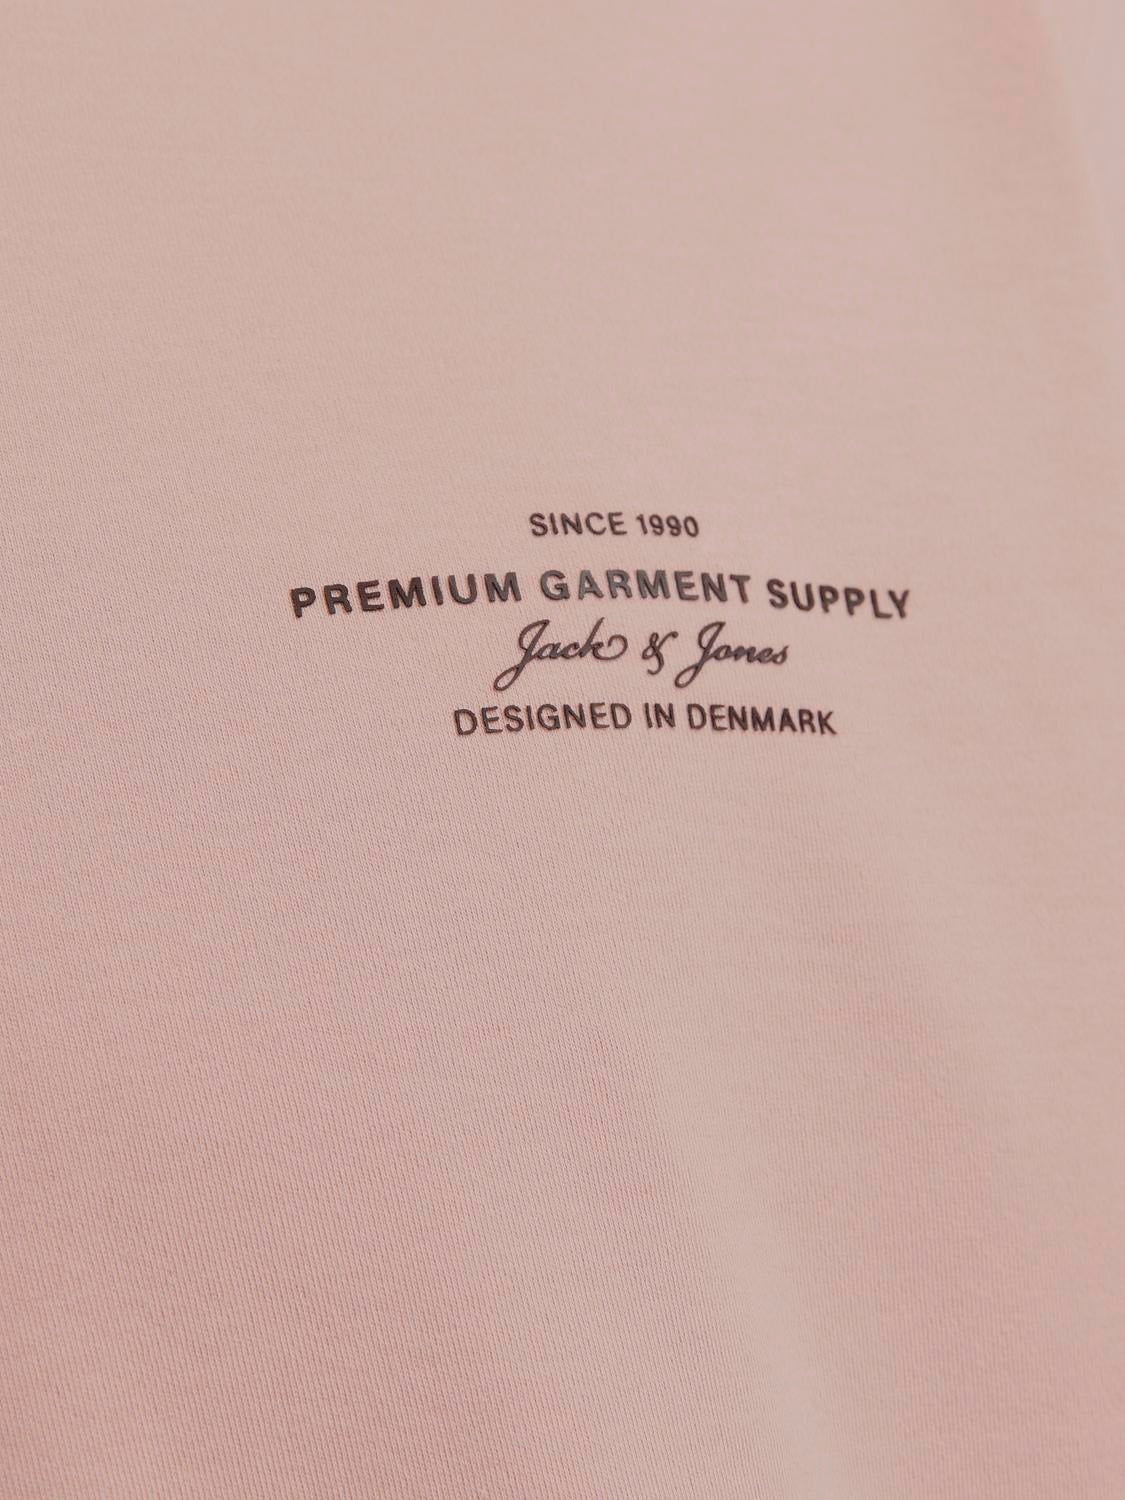 SINCE 1990
PREMIUM GARMENT SUPPLY
Jack & Jones
DESIGNED IN DENMARK